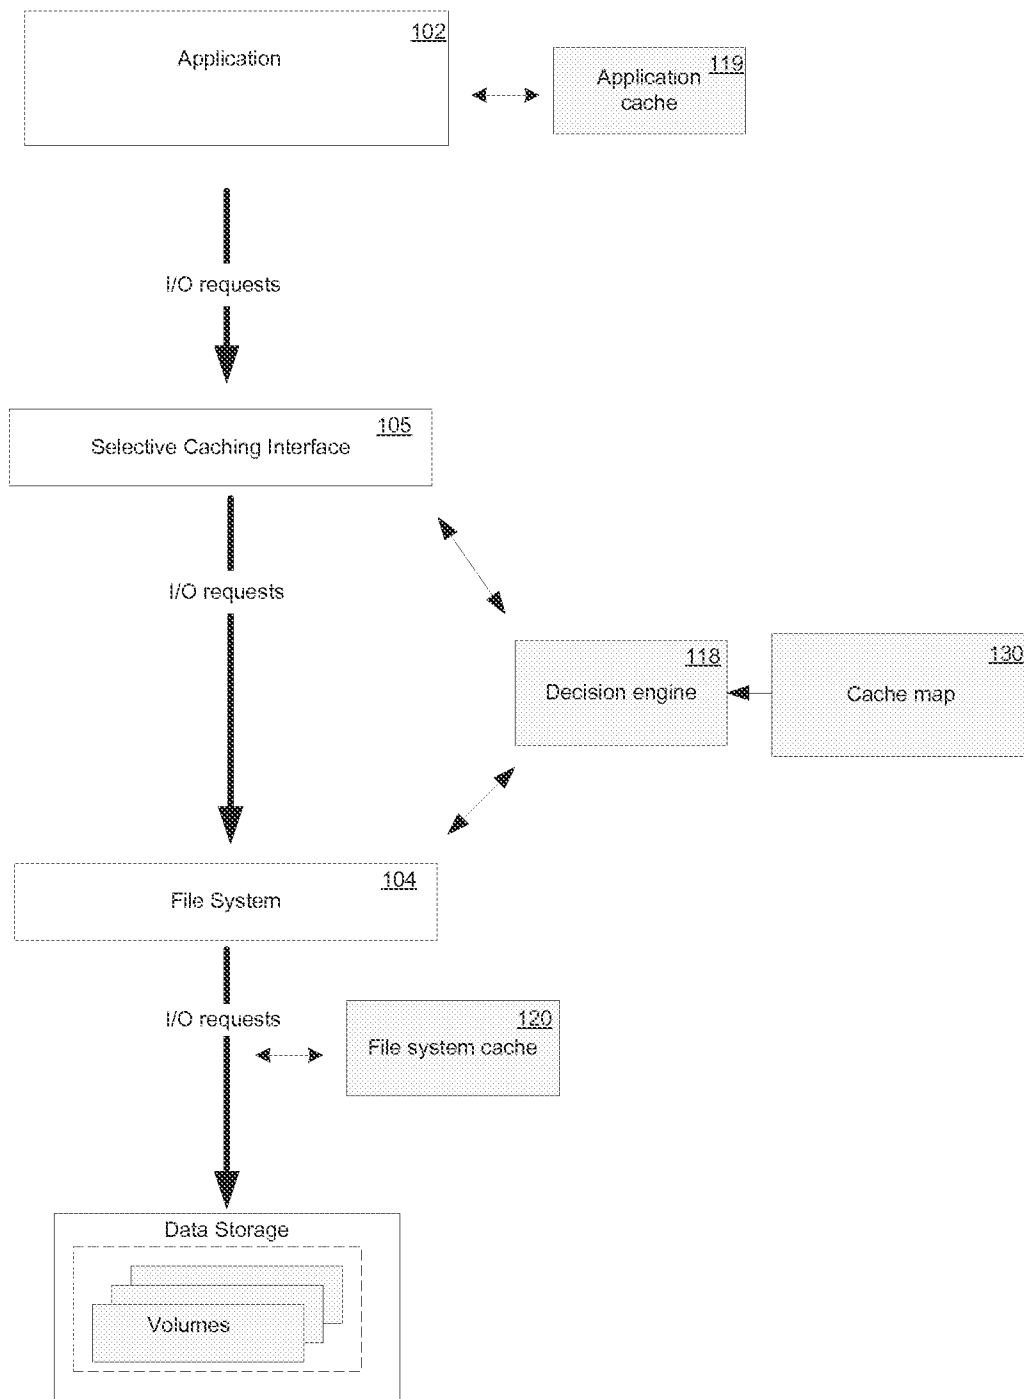 102
Application
119
Application
cache
I/O requests
105
Selective Caching Interface
I/O requests
118
Decision engine
130
Cache map
104
File System
I/O requests
120
File system cache
Data Storage
Volumes